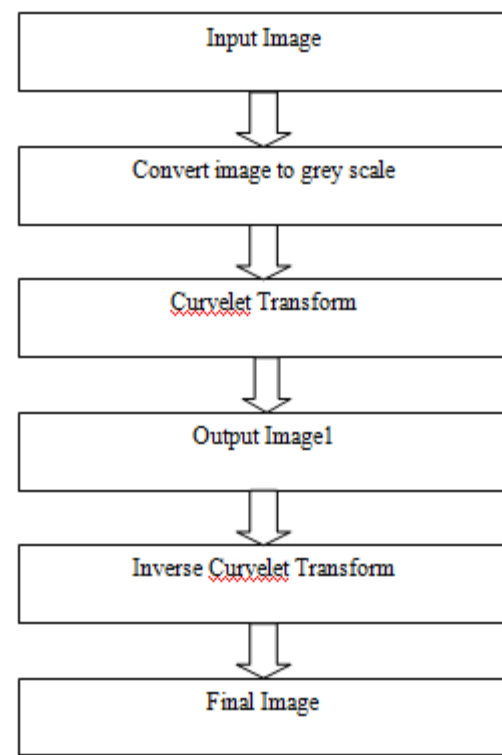 Input Image
Convert image to grey scale
Curvelet Transform
Output Image1
Inverse Curvelet Transform
Final Image